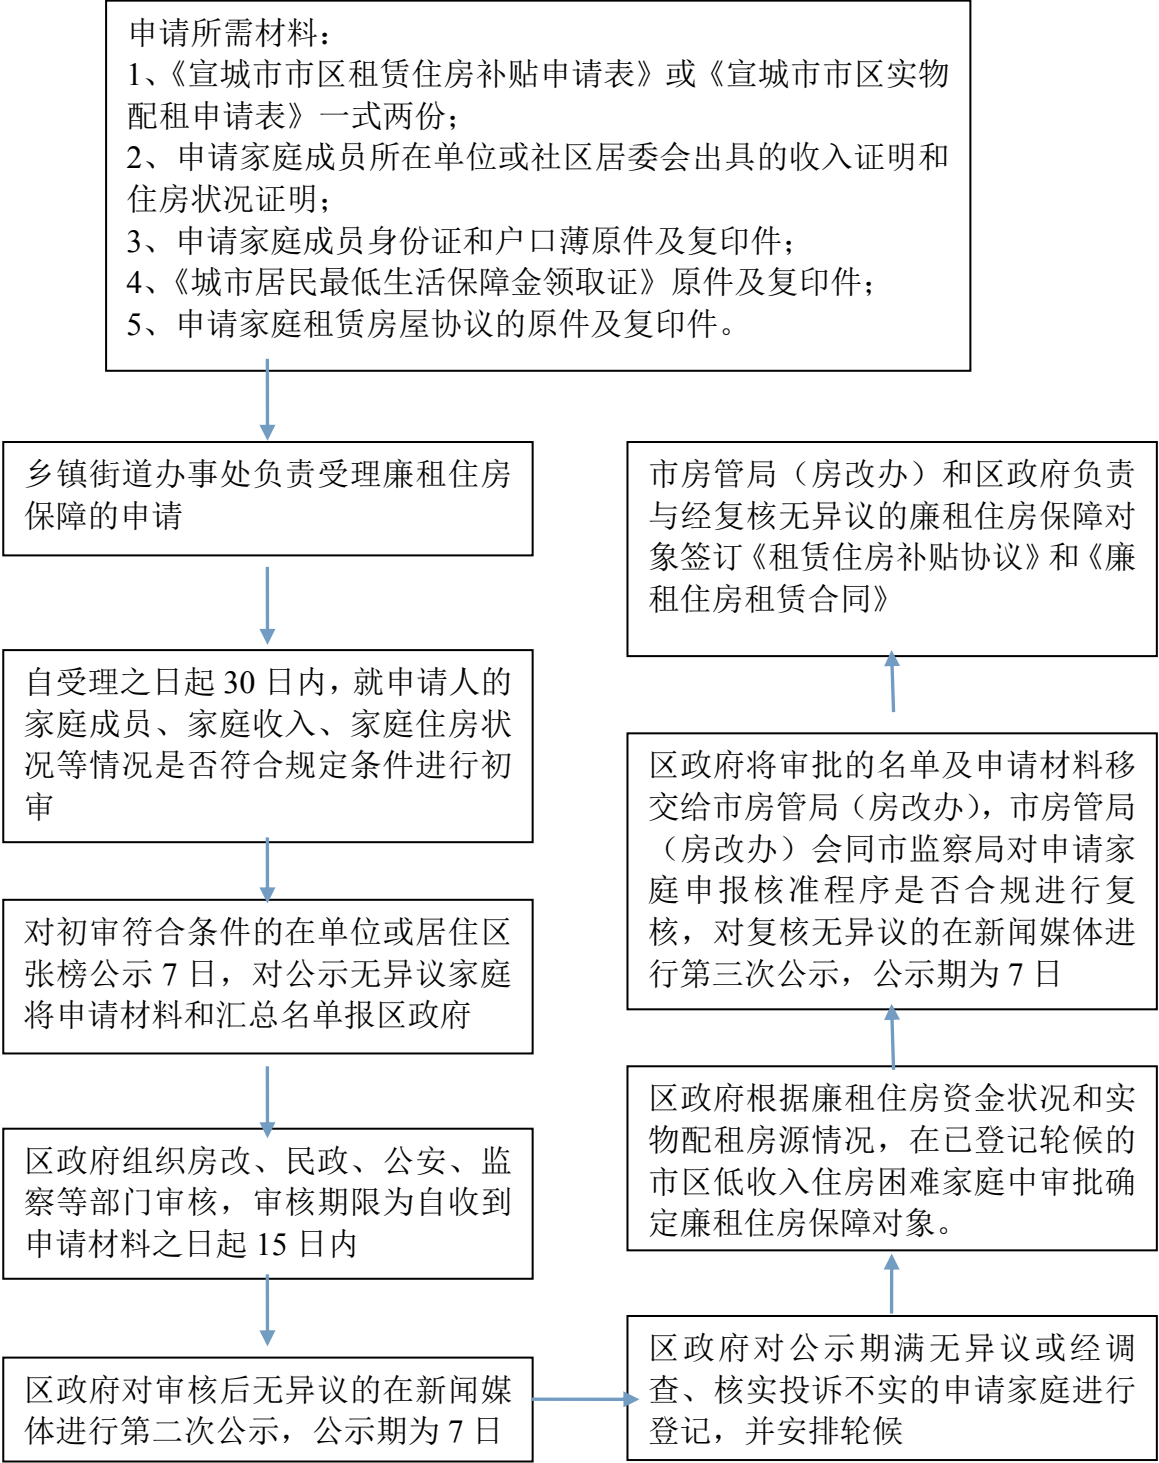 申请所需材料：
1、《宣城市市区租赁住房补贴申请表》或《宣城市市区实物
配租申请表》一式两份；
2、申请家庭成员所在单位或社区居委会出具的收入证明和
住房状况证明；
3、申请家庭成员身份证和户口薄原件及复印件；
4、《城市居民最低生活保障金领取证》原件及复印件；
5、申请家庭租赁房屋协议的原件及复印件。
乡镇街道办事处负责受理廉租住房
保障的申请
自受理之日起 30 日内，就申请人的
家庭成员、家庭收入、家庭住房状
况等情况是否符合规定条件进行初
审
对初审符合条件的在单位或居住区
张榜公示 7 日，对公示无异议家庭
将申请材料和汇总名单报区政府
区政府组织房改、民政、公安、监
察等部门审核，审核期限为自收到
申请材料之日起 15 日内
区政府对审核后无异议的在新闻媒
体进行第二次公示，公示期为 7 日
区政府对公示期满无异议或经调
查、核实投诉不实的申请家庭进行
登记，并安排轮候
区政府根据廉租住房资金状况和实
物配租房源情况，在已登记轮候的
市区低收入住房困难家庭中审批确
定廉租住房保障对象。
区政府将审批的名单及申请材料移
交给市房管局（房改办），市房管局
（房改办）会同市监察局对申请家
庭申报核准程序是否合规进行复
核，对复核无异议的在新闻媒体进
行第三次公示，公示期为 7 日
市房管局（房改办）和区政府负责
与经复核无异议的廉租住房保障对
象签订《租赁住房补贴协议》和《廉
租住房租赁合同》